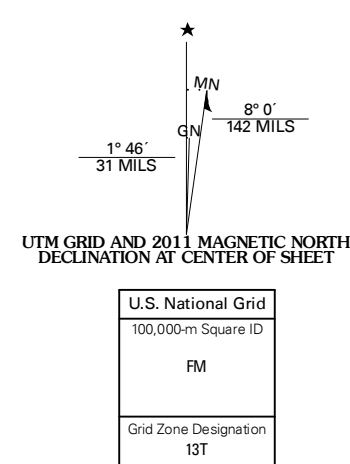 ★
MN
GN
8° 0´
142 MILS
1° 46´
31 MILS
UTM GRID AND 2011 MAGNETIC NORTH
DECLINATION AT CENTER OF SHEET
U.S. National Grid
100,000-m Square ID
FM
Grid Zone Designation
13T